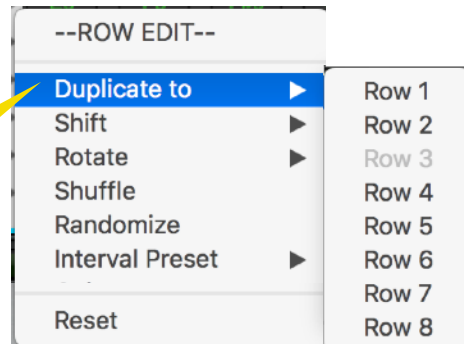 --ROW EDIT--
Duplicate to
Shift
Rotate
Shuffle
Randomize
Interval Preset
Reset
Row 1
Row 2
Row 3
Row 4
Row 5
Row 6
Row 7
Row 8